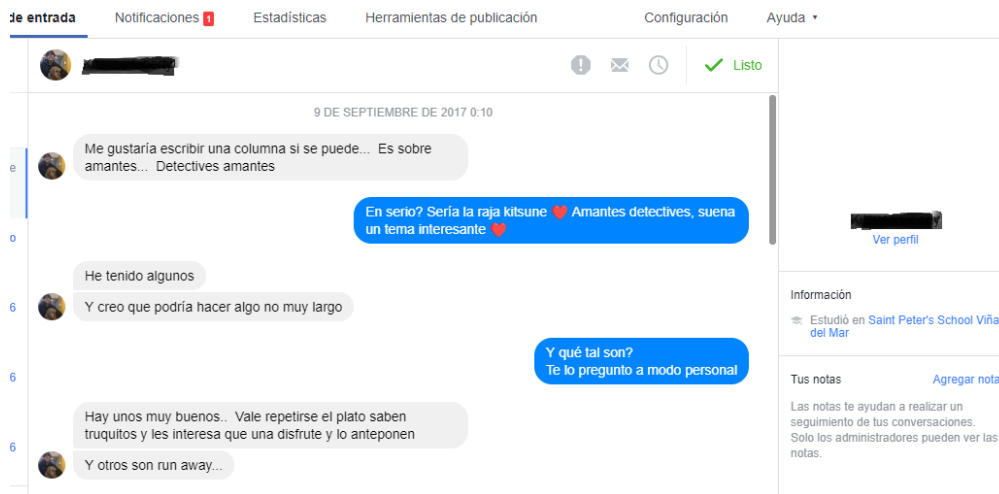 de entrada Notificaciones 1 Estadísticas Herramientas de publicación Configuración Ayuda
Listo
9 DE SEPTIEMBRE DE 2017 0:10
Me gustaría escribir una columna si se puede... Es sobre
amantes... Detectives amantes
En serio? Sería la raja kitsune ❤️ Amantes detectives, suena
un tema interesante ❤️
He tenido algunos
Y creo que podría hacer algo no muy largo
Y qué tal son?
Te lo pregunto a modo personal
Hay unos muy buenos.. Vale repetirse el plato saben
truquitos y les interesa que una disfrute y lo anteponen
Y otros son run away...
e
o
6
6
6
Ver perfil
Información
Estudió en Saint Peter's School Viña
del Mar
Tus notas Agregar nota
Las notas te ayudan a realizar un
seguimiento de tus conversaciones.
Solo los administradores pueden ver las
notas.